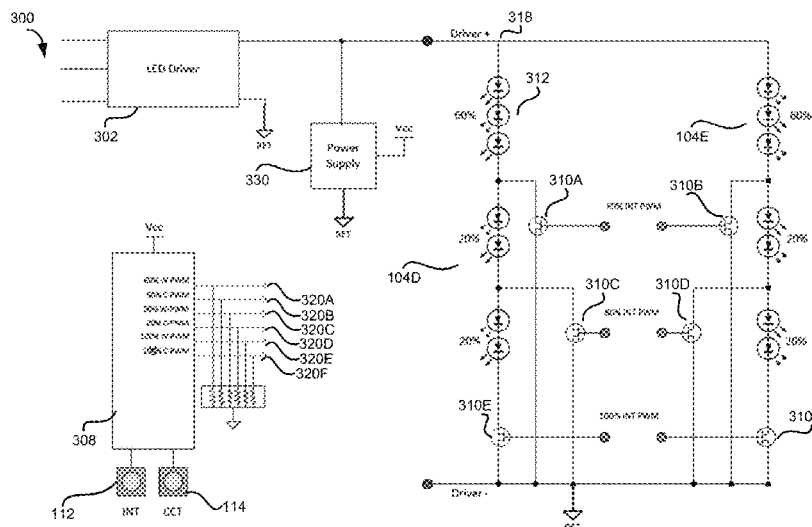 300
LED Driver
302
Driver +
318
330
Power Supply
Vcc
60%
312
104E
60%
310A
310B
20%
20%
104D
310C
310D
20%
310E
100% INT PWM
310
Driver -
Vcc
320A
320B
320C
320D
320E
320F
308
112
INT
CCT
114